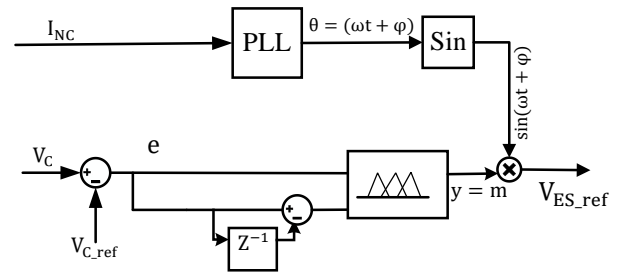 I_NC
PLL
θ = (ωt + φ)
Sin
sin(ωt + φ)
V_C
+
−
e
V_C_ref
Z⁻¹
+
−
y = m
×
V_ES_ref